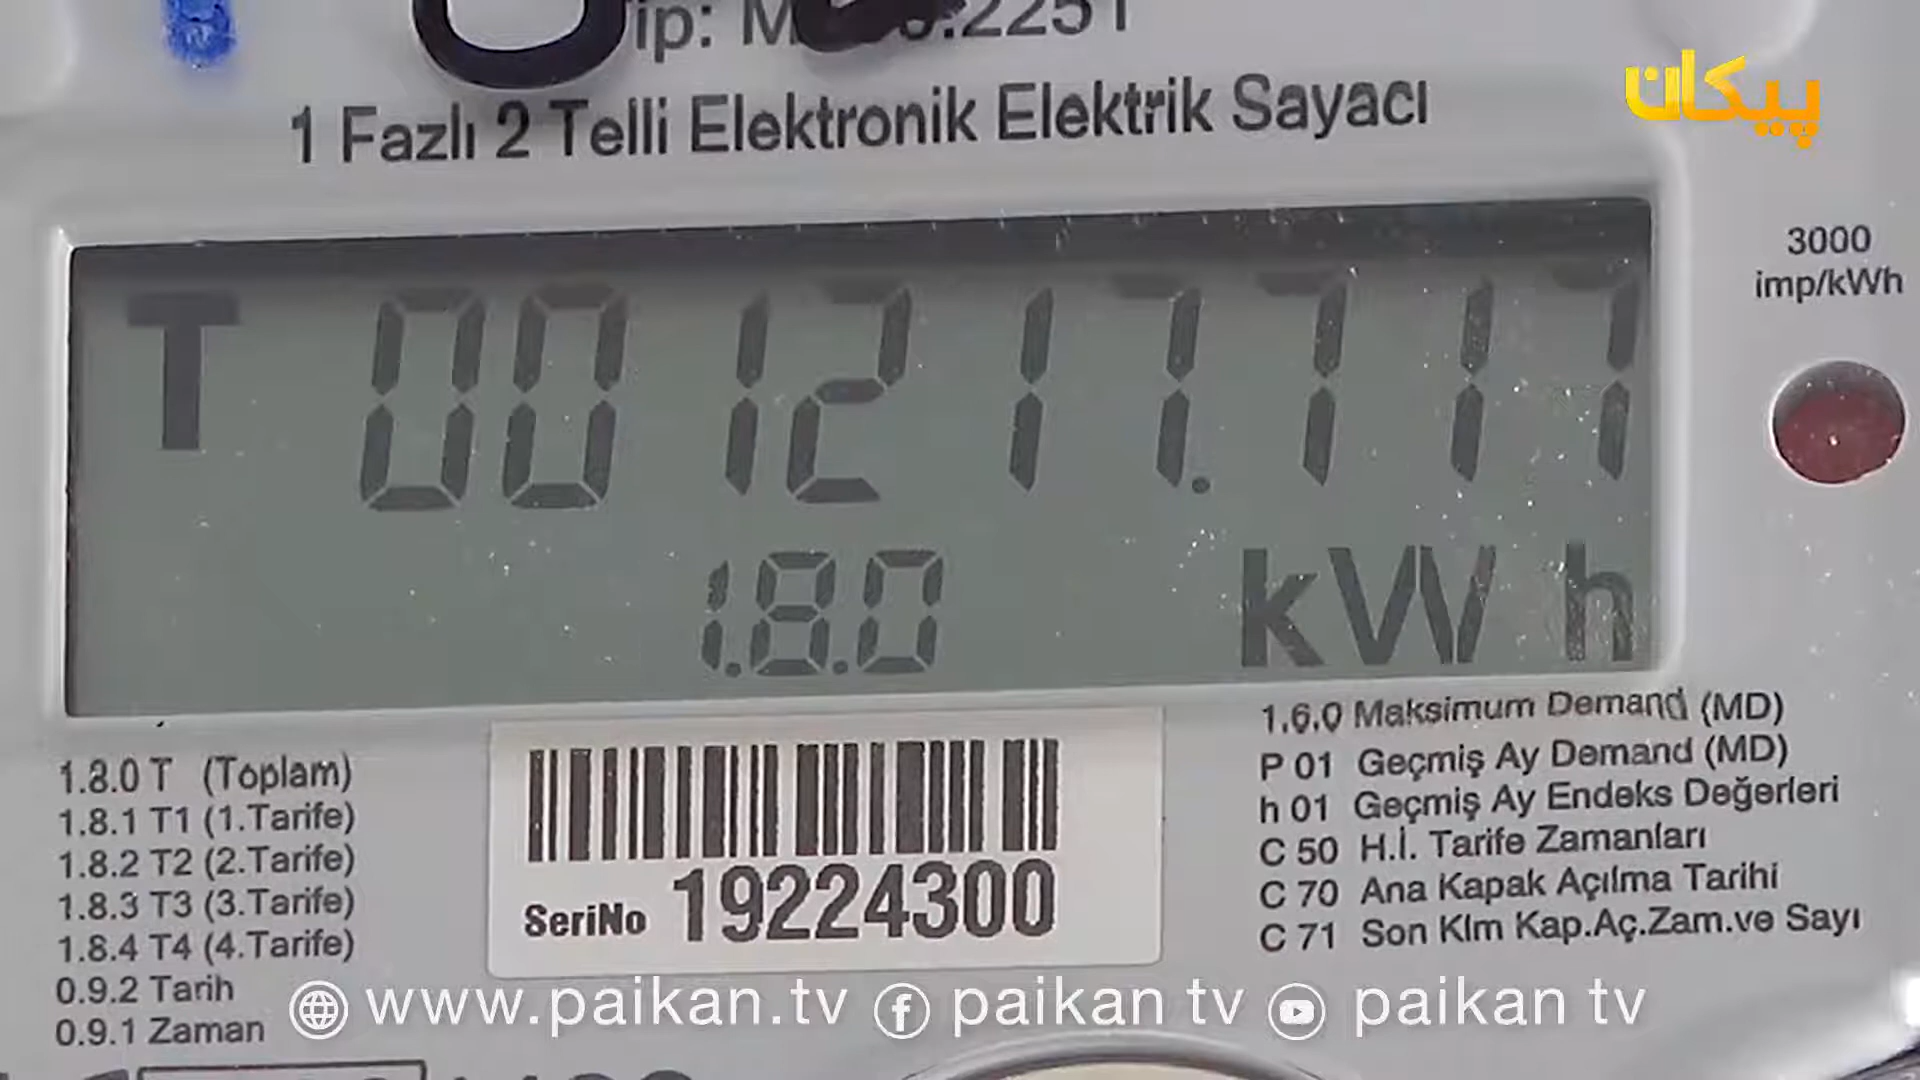 پیکان
1 Fazlı 2 Telli Elektronik Elektrik Sayacı
3000
imp/kWh
T 001217.717
1.8.0 kWh
1.8.0 T (Toplam)
1.8.1 T1 (1.Tarife)
1.8.2 T2 (2.Tarife)
1.8.3 T3 (3.Tarife)
1.8.4 T4 (4.Tarife)
0.9.2 Tarih
0.9.1 Zaman
SeriNo 19224300
1.6.0 Maksimum Demand (MD)
P 01 Geçmiş Ay Demand (MD)
h 01 Geçmiş Ay Endeks Değerleri
C 50 H.İ. Tarife Zamanları
C 70 Ana Kapak Açılma Tarihi
C 71 Son Klm Kap.Aç.Zam.ve Sayı
www.paikan.tv paikan tv paikan tv